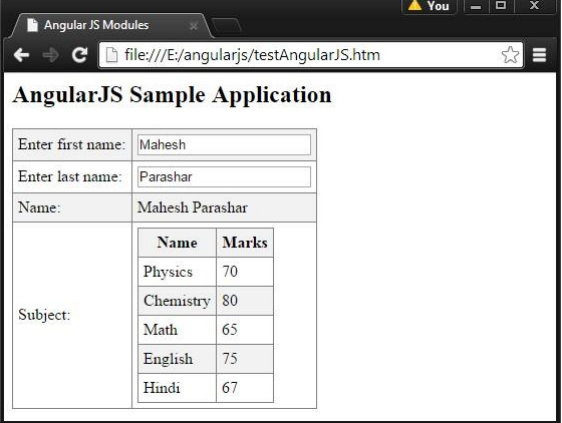 You
Angular JS Modules
file:///E:/angularjs/testAngularJS.htm
AngularJS Sample Application
Enter first name: Mahesh
Enter last name: Parashar
Name: Mahesh Parashar
Subject:
Name Marks
Physics 70
Chemistry 80
Math 65
English 75
Hindi 67